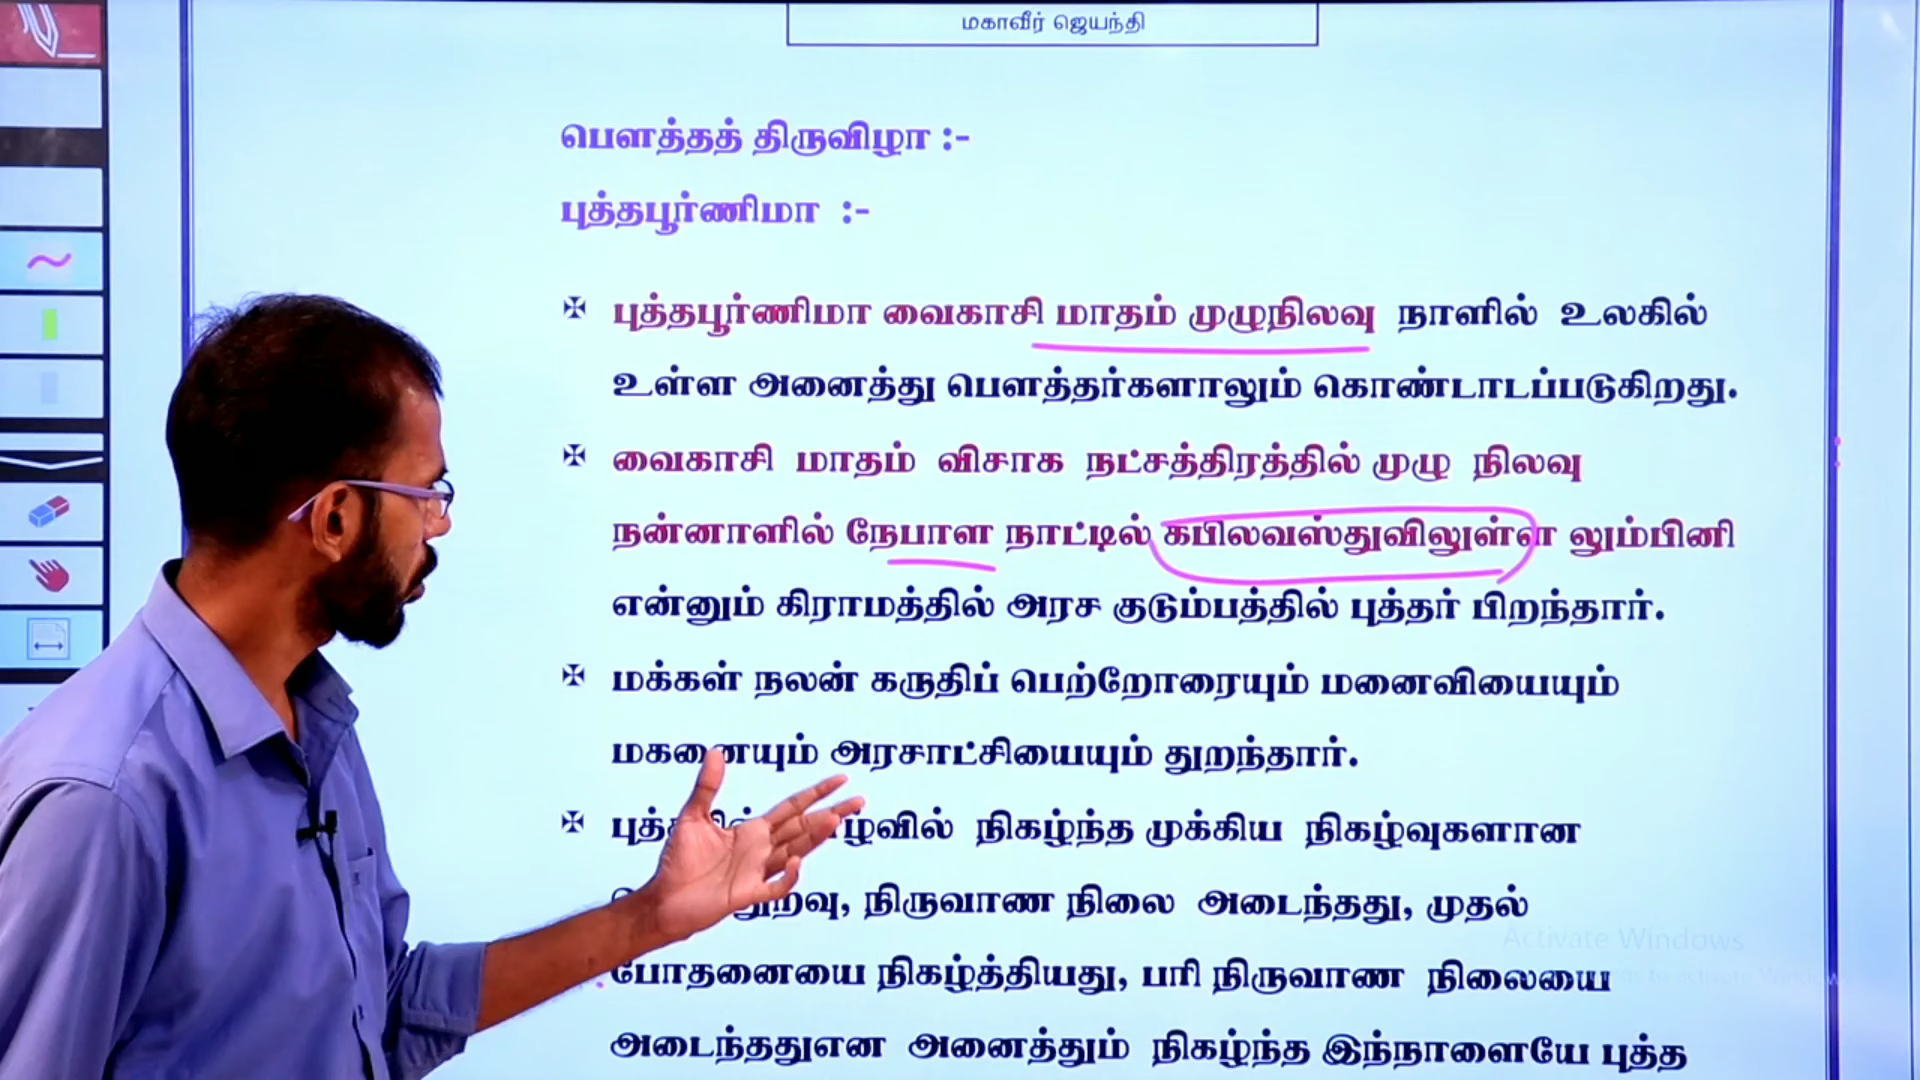 மகாவீர் ஜெயந்தி
பௌத்தத் திருவிழா :-
புத்தபூர்ணிமா :-
புத்தபூர்ணிமா வைகாசி மாதம் முழுநிலவு நாளில் உலகில்
உள்ள அனைத்து பௌத்தர்களாலும் கொண்டாடப்படுகிறது.
வைகாசி மாதம் விசாக நட்சத்திரத்தில் முழு நிலவு
நன்னாளில் நேபாள நாட்டில் கபிலவஸ்துவிலுள்ள லும்பினி
என்னும் கிராமத்தில் அரச குடும்பத்தில் புத்தர் பிறந்தார்.
மக்கள் நலன் கருதிப் பெற்றோரையும் மனைவியையும்
மகனையும் அரசாட்சியையும் துறந்தார்.
நிகழ்ந்த முக்கிய நிகழ்வுகளான
நிருவாண நிலை அடைந்தது, முதல்
போதனையை நிகழ்த்தியது, பரி நிருவாண நிலையை
அடைந்ததுஎன அனைத்தும் நிகழ்ந்த இந்நாளையே புத்த
Activate Windows